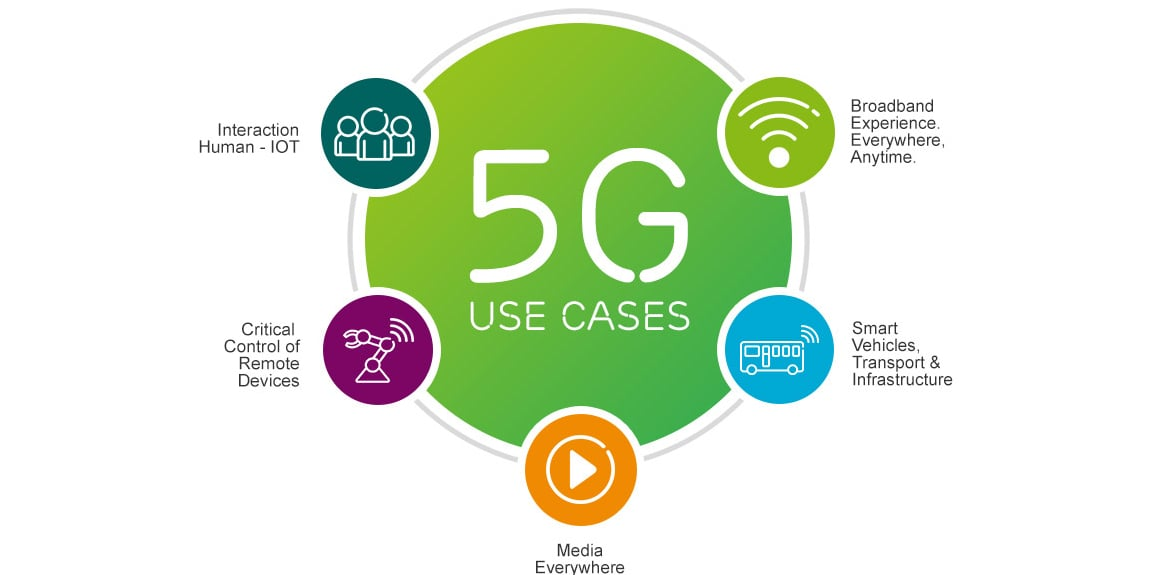 5G
USE CASES
Interaction
Human - IOT
Broadband
Experience.
Everywhere,
Anytime.
Critical
Control of
Remote
Devices
Smart
Vehicles,
Transport &
Infrastructure
Media
Everywhere